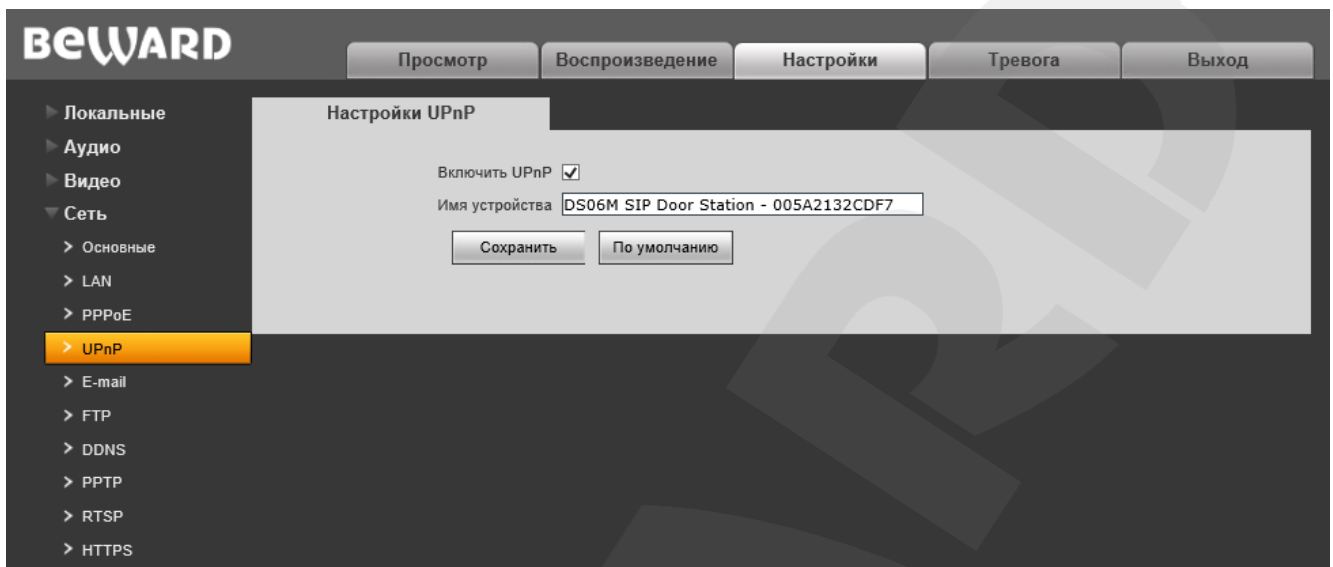 BEWARD
Просмотр Воспроизведение Настройки Тревога Выход
Локальные
Аудио
Видео
Сеть
> Основные
> LAN
> PPPoE
> UPnP
> E-mail
> FTP
> DDNS
> PPTP
> RTSP
> HTTPS
Настройки UPnP
Включить UPnP
Имя устройства DS06M SIP Door Station - 005A2132CDF7
Сохранить По умолчанию